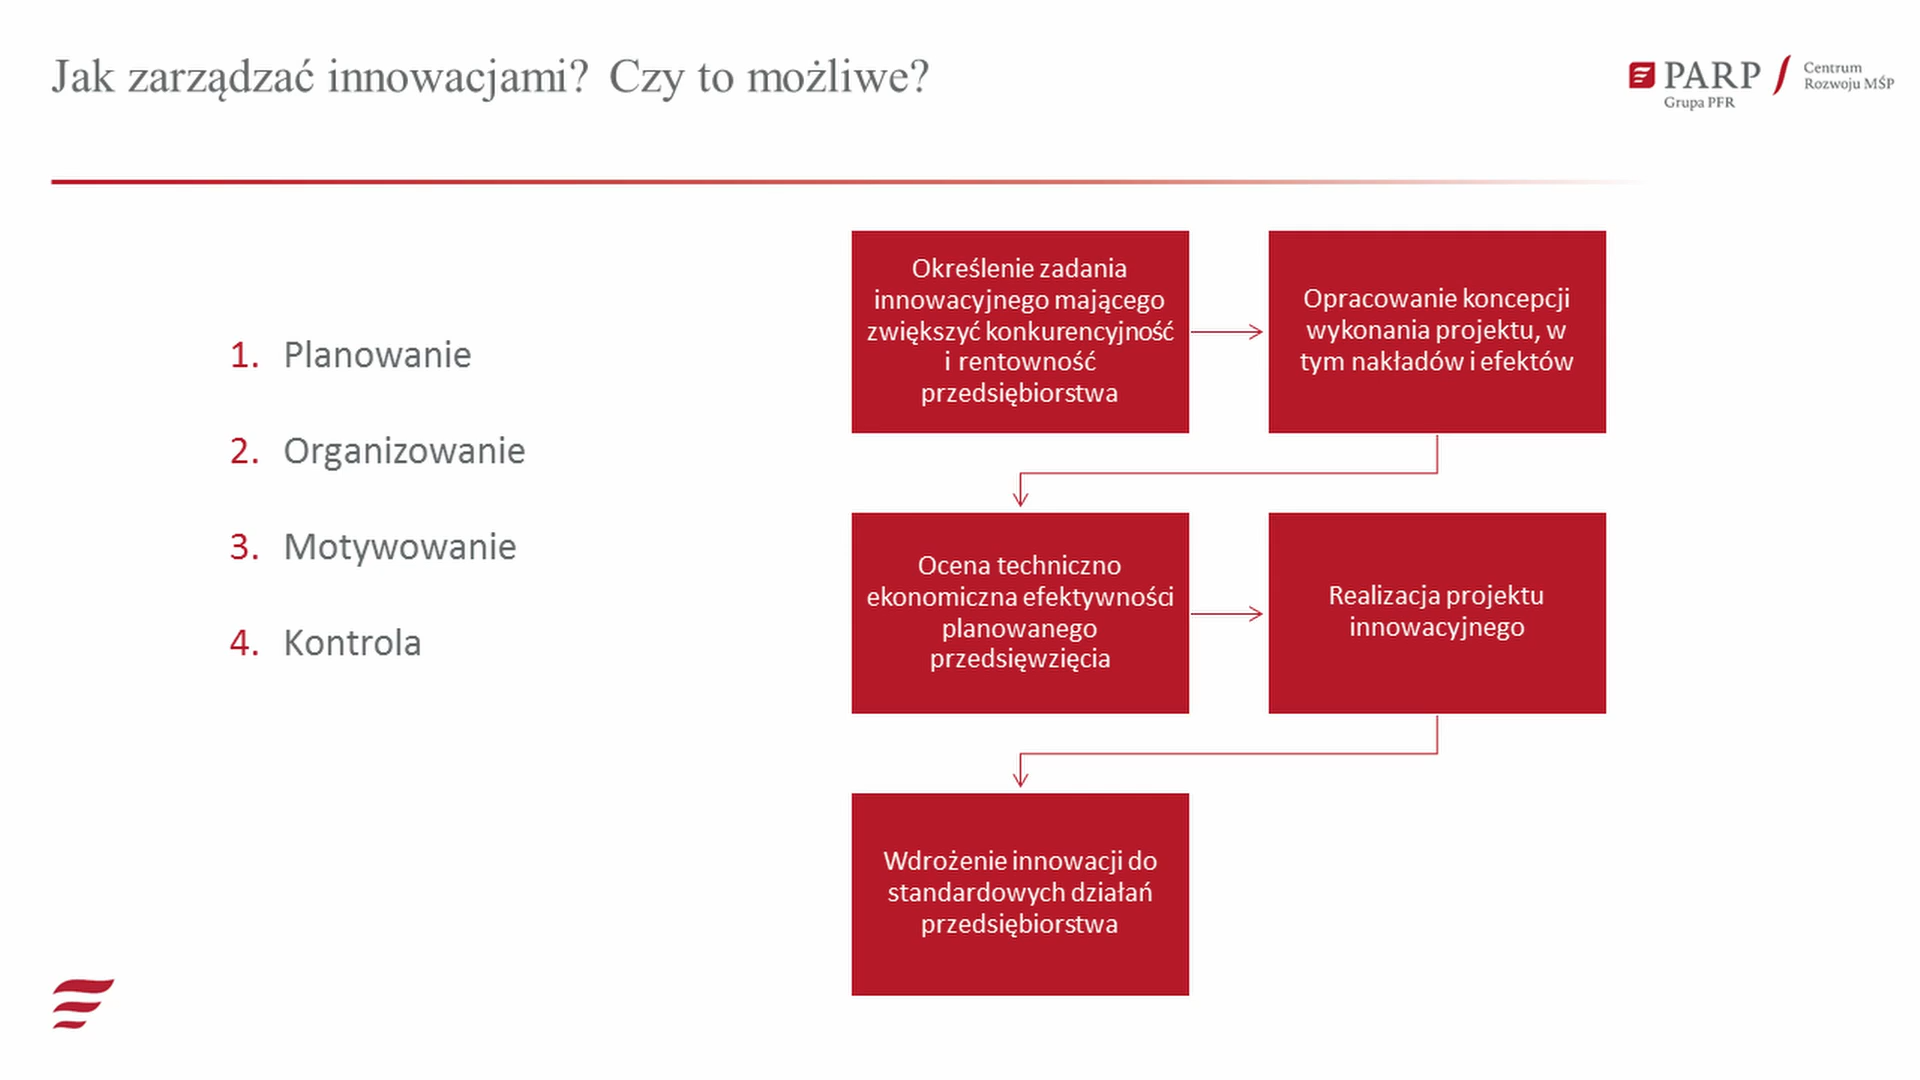 Jak zarządzać innowacjami? Czy to możliwe?
PARP
Grupa PFR
Centrum
Rozwoju MŚP
1. Planowanie
2. Organizowanie
3. Motywowanie
4. Kontrola
Określenie zadania
innowacyjnego mającego
zwiększyć konkurencyjność
i rentowność
przedsiębiorstwa
Opracowanie koncepcji
wykonania projektu, w
tym nakładów i efektów
Ocena techniczno
ekonomiczna efektywności
planowanego
przedsięwzięcia
Realizacja projektu
innowacyjnego
Wdrożenie innowacji do
standardowych działań
przedsiębiorstwa